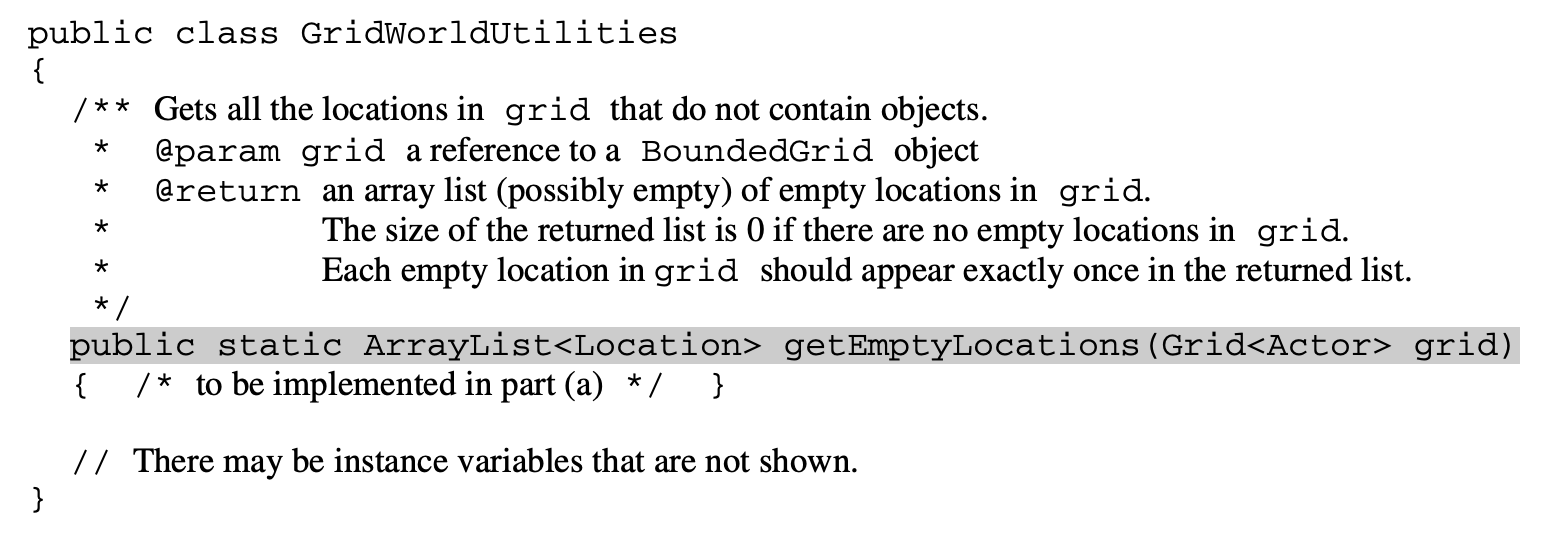 public class GridWorldUtilities
{
/** Gets all the locations in grid that do not contain objects.
* @param grid a reference to a BoundedGrid object
* @return an array list (possibly empty) of empty locations in grid.
* The size of the returned list is 0 if there are no empty locations in grid.
* Each empty location in grid should appear exactly once in the returned list.
*/
public static ArrayList<Location> getEmptyLocations(Grid<Actor> grid)
{ /* to be implemented in part (a) */ }
// There may be instance variables that are not shown.
}